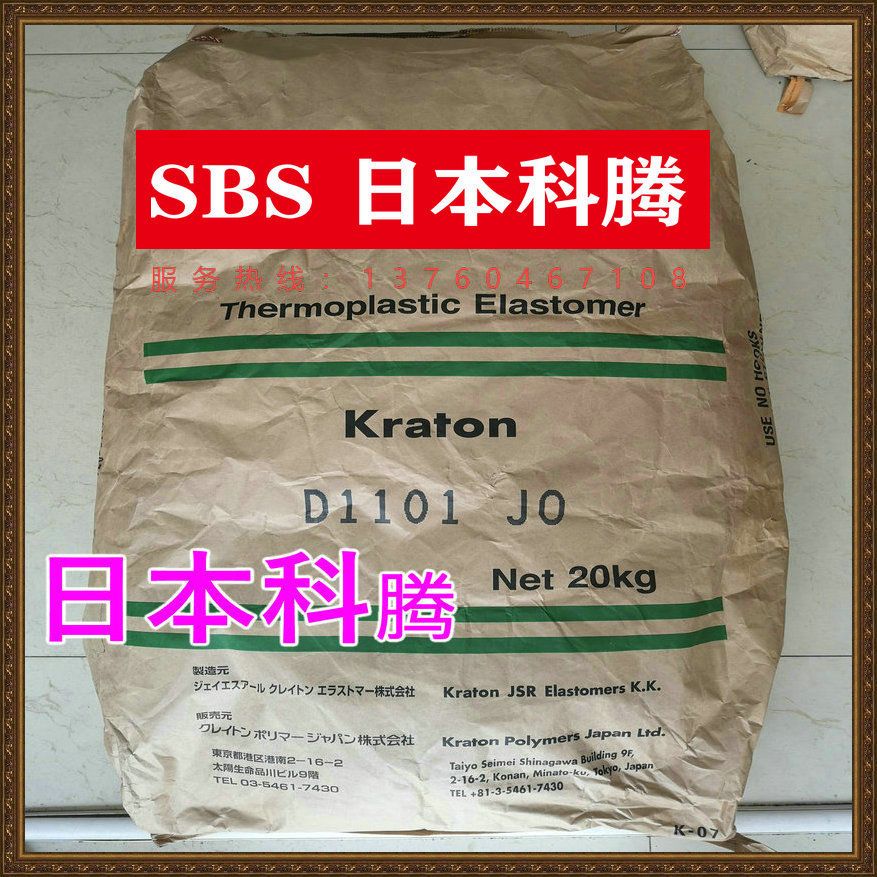 SBS 日本科腾
服务热线: 13760467108
Thermoplastic Elastomer
USE NO HOOKS
Kraton
D1101 JO
日本科腾
Net 20kg
製造元
ジェイエスアール クレイトン エラストマー株式会社 Kraton JSR Elastomers K.K.
販売元
クレイトン ポリマー ジャパン株式会社 Kraton Polymers Japan Ltd.
東京都港区港南2-16-2
太陽生命品川ビル9階
TEL 03-5461-7430
Taiyo Seimei Shinagawa Building 9F,
2-16-2, Konan, Minato-ku, Tokyo, Japan
TEL +81-3-5461-7430
K-07